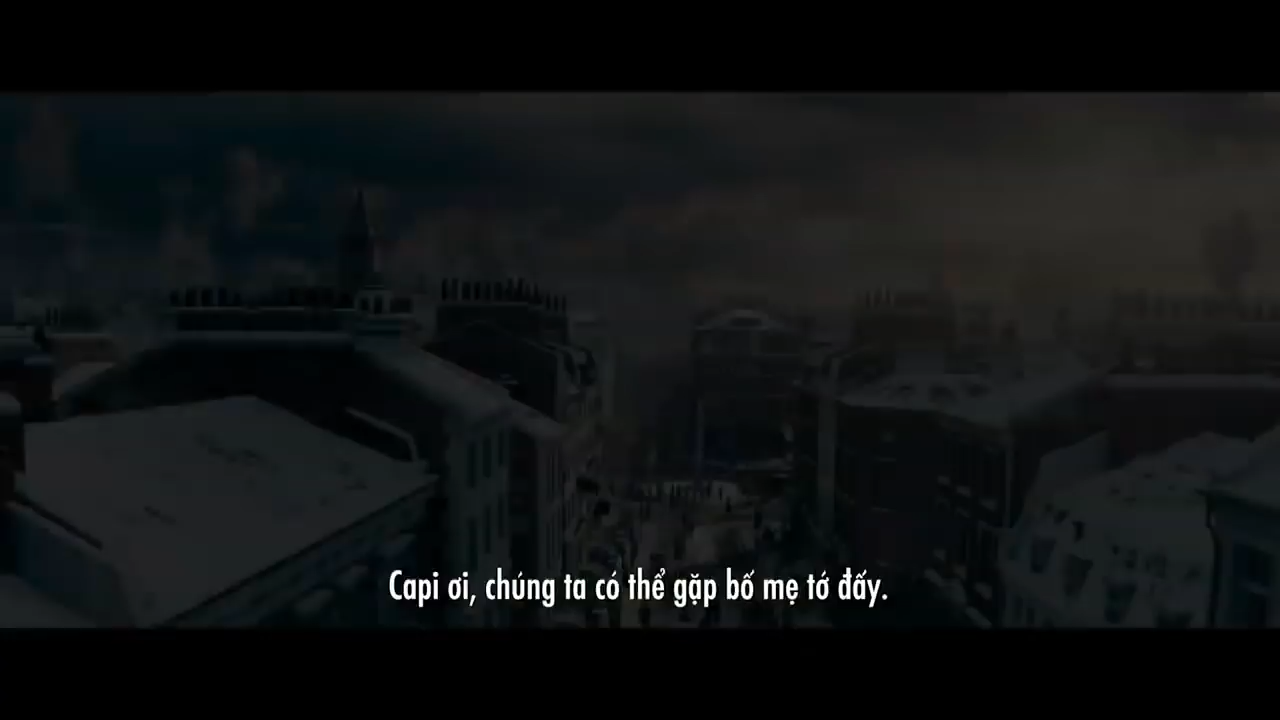 Capi ơi, chúng ta có thể gặp bố mẹ tớ đấy.